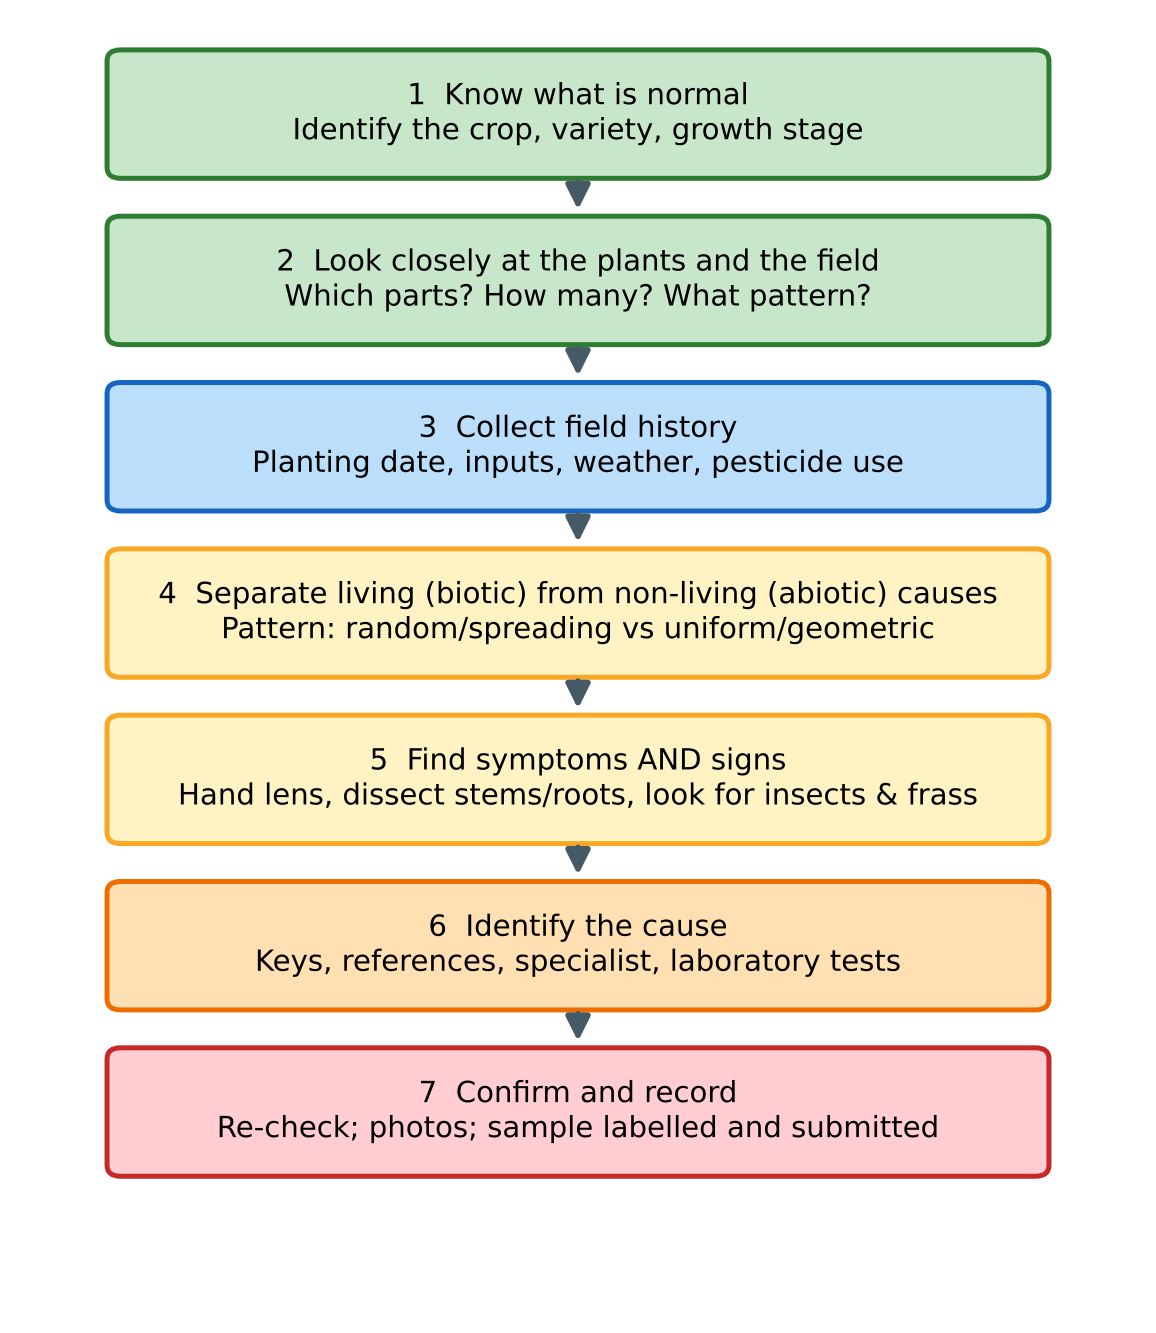 1  Know what is normal
Identify the crop, variety, growth stage
2  Look closely at the plants and the field
Which parts? How many? What pattern?
3  Collect field history
Planting date, inputs, weather, pesticide use
4  Separate living (biotic) from non-living (abiotic) causes
Pattern: random/spreading vs uniform/geometric
5  Find symptoms AND signs
Hand lens, dissect stems/roots, look for insects & frass
6  Identify the cause
Keys, references, specialist, laboratory tests
7  Confirm and record
Re-check; photos; sample labelled and submitted